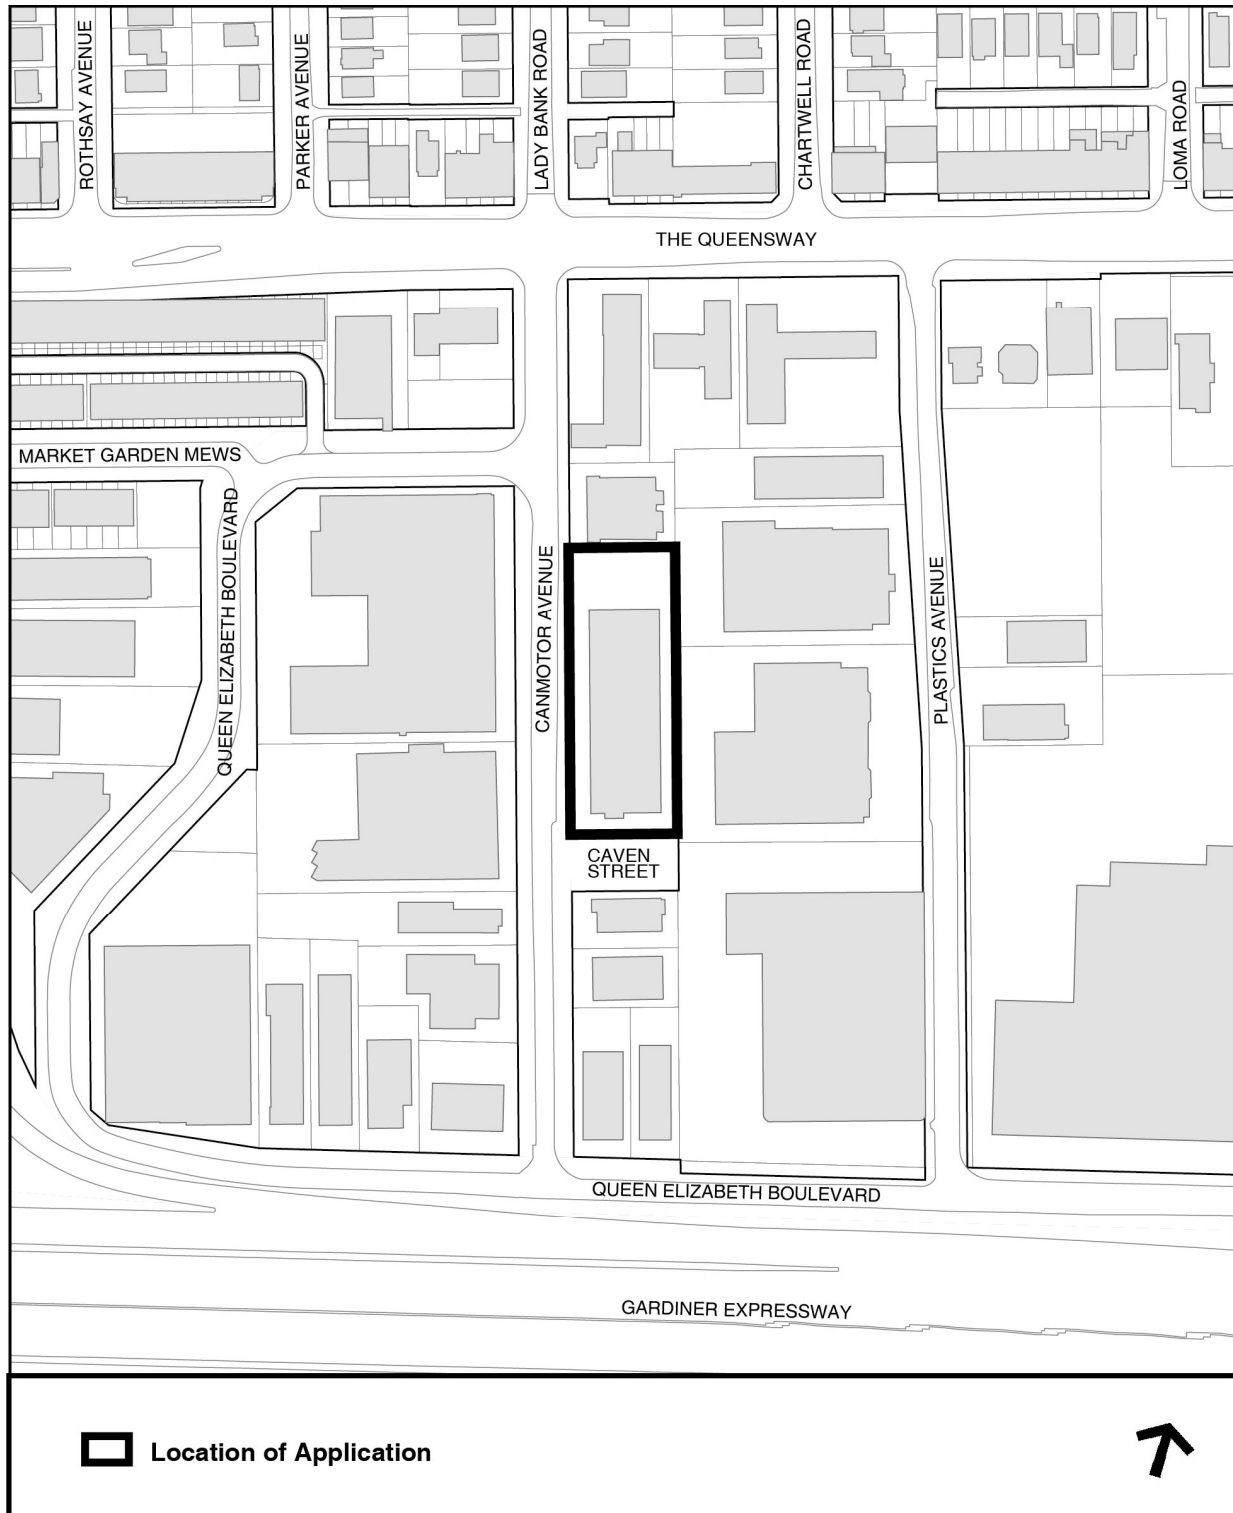 ROTHSAY AVENUE
PARKER AVENUE
LADY BANK ROAD
CHARTWELL ROAD
LOMA ROAD
THE QUEENSWAY
MARKET GARDEN MEWS
QUEEN ELIZABETH BOULEVARD
CANMOTOR AVENUE
PLASTICS AVENUE
CAVEN
STREET
QUEEN ELIZABETH BOULEVARD
GARDINER EXPRESSWAY
Location of Application